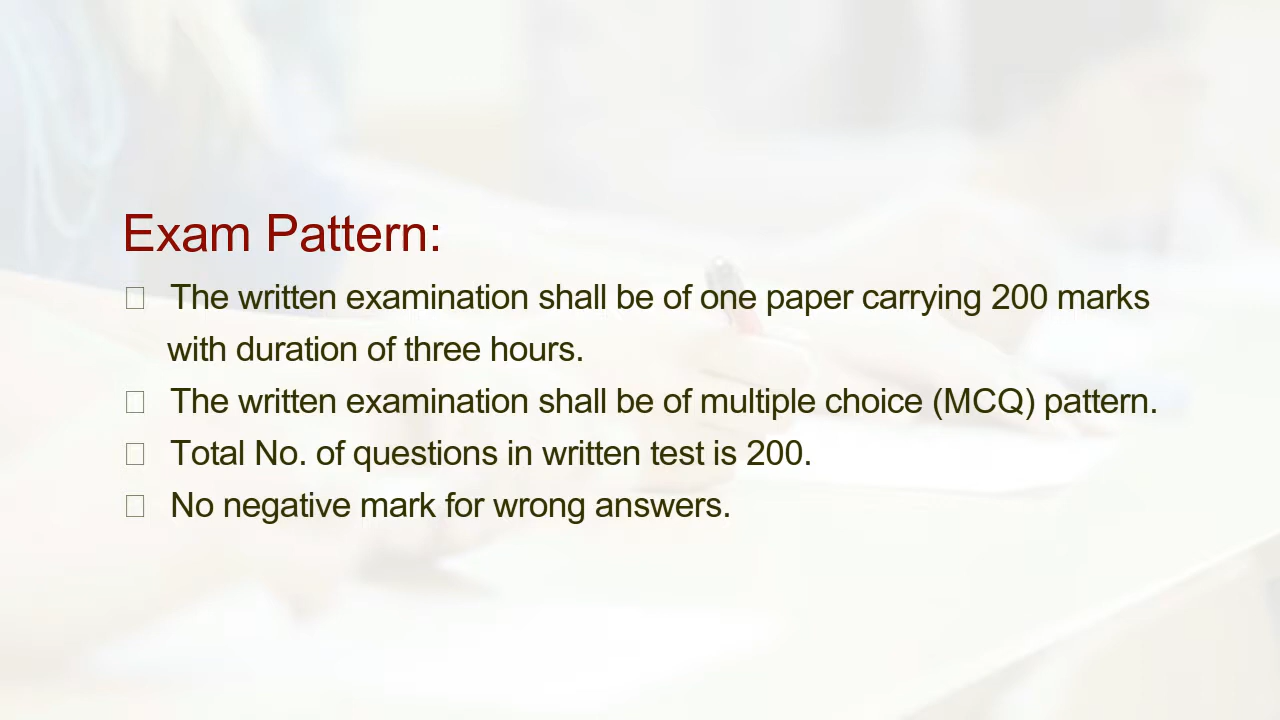 Exam Pattern:
□ The written examination shall be of one paper carrying 200 marks
with duration of three hours.
□ The written examination shall be of multiple choice (MCQ) pattern.
□ Total No. of questions in written test is 200.
□ No negative mark for wrong answers.